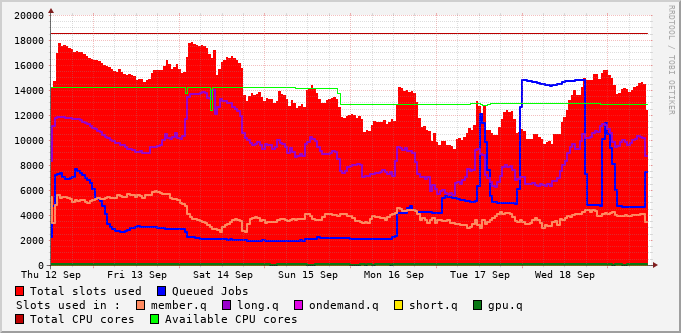 RRDTOOL / TOBI OETIKER
20000
18000
16000
14000
12000
10000
8000
6000
4000
2000
0
Thu 12 Sep Fri 13 Sep Sat 14 Sep Sun 15 Sep Mon 16 Sep Tue 17 Sep Wed 18 Sep
Total slots used Queued Jobs
Slots used in : member.q long.q ondemand.q short.q gpu.q
Total CPU cores Available CPU cores